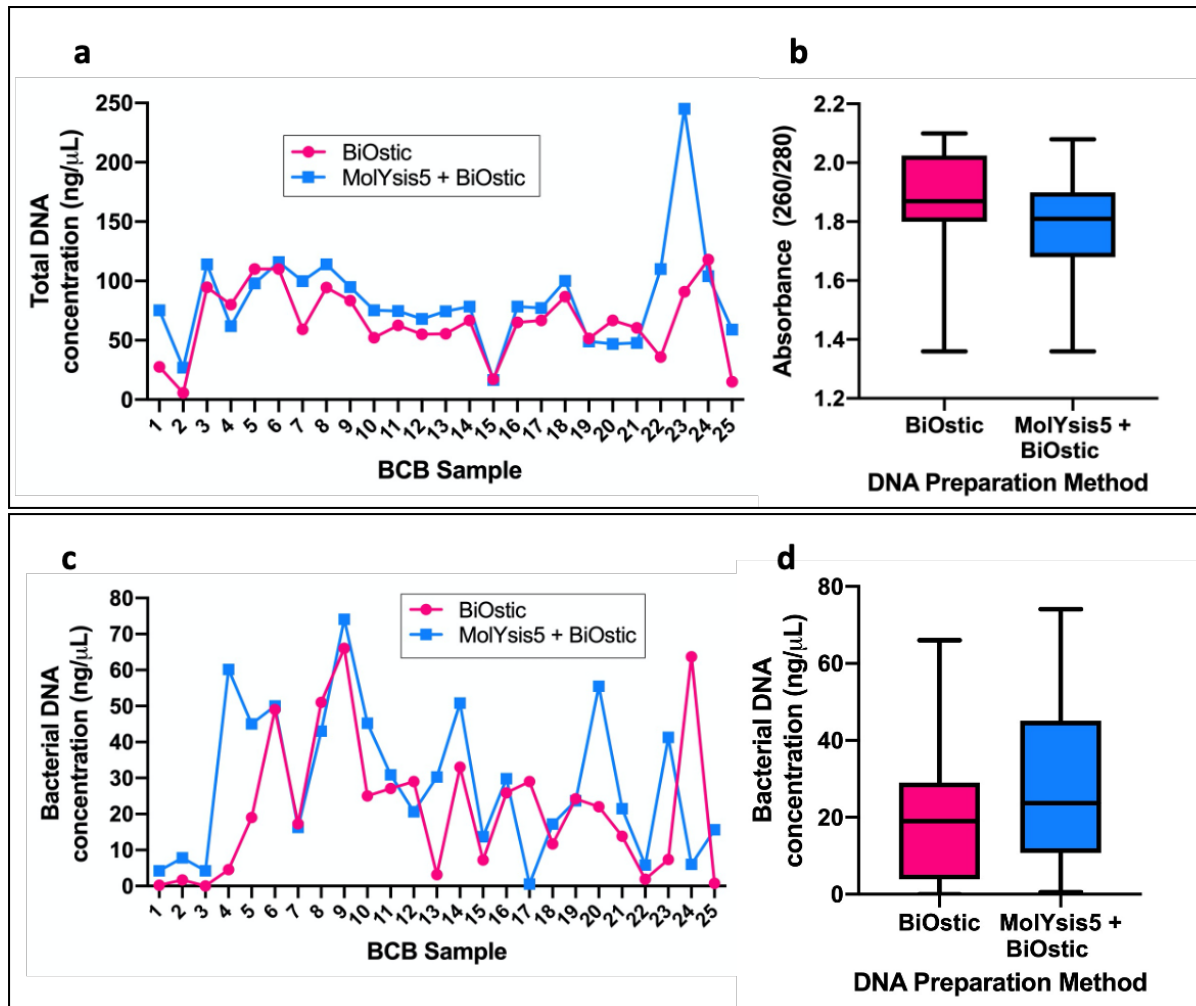 a
Total DNA
concentration (ng/μL)
250
200
150
100
50
0
BiOstic
MolYsis5 + BiOstic
1 2 3 4 5 6 7 8 9 10 11 12 13 14 15 16 17 18 19 20 21 22 23 24 25
BCB Sample
b
Absorbance (260/280)
2.2
2.0
1.8
1.6
1.4
1.2
BiOstic
MolYsis5 +
BiOstic
DNA Preparation Method
c
Bacterial DNA
concentration (ng/μL)
80
70
60
50
40
30
20
10
0
BiOstic
MolYsis5 + BiOstic
1 2 3 4 5 6 7 8 9 10 11 12 13 14 15 16 17 18 19 20 21 22 23 24 25
BCB Sample
d
Bacterial DNA
concentration (ng/μL)
80
60
40
20
0
BiOstic
MolYsis5 +
BiOstic
DNA Preparation Method